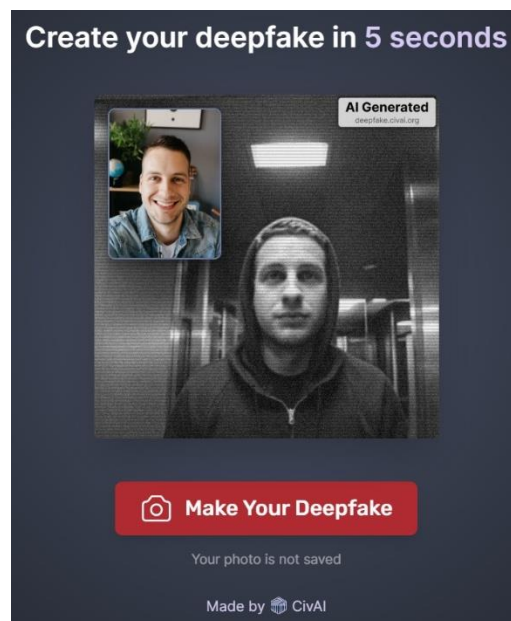 Create your deepfake in 5 seconds
AI Generated
deepfake.civai.org
Make Your Deepfake
Your photo is not saved
Made by CivAI